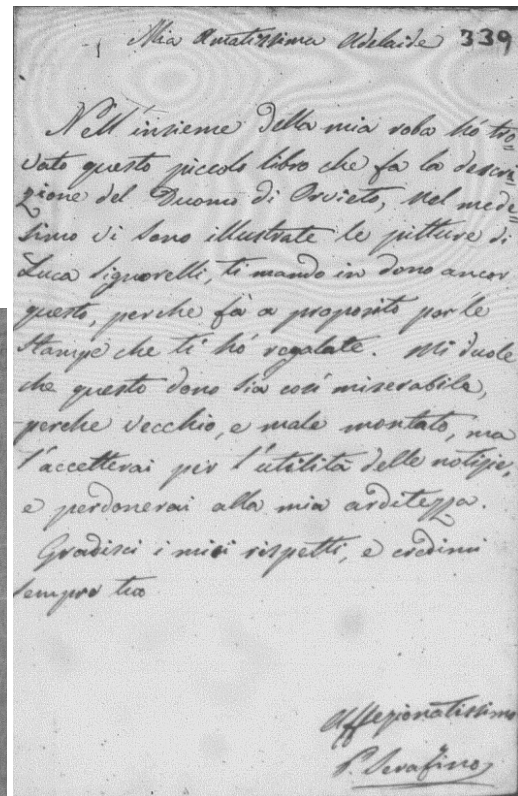 Mia Amatissima Adelaide 339
Nell'insieme della mia roba hò tro=
vato questo piccolo libro che fa la descri=
zione del Duomo di Orvieto, nel mede=
simo vi sono illustrate le pitture di
Luca Signorelli, ti mando in dono ancor
questo, perche fà a proposito per le
Stampe che ti hó regalate. Mi duole
che questo dono sia così miserabile,
perche vecchio, e male montato, ma
l'accetterai per l'utilità delle notizie,
e perdonerai alla mia arditezza.
Gradisci i miei rispetti, e credimi
sempre tuo
Affezionatissimo
P. Serafino